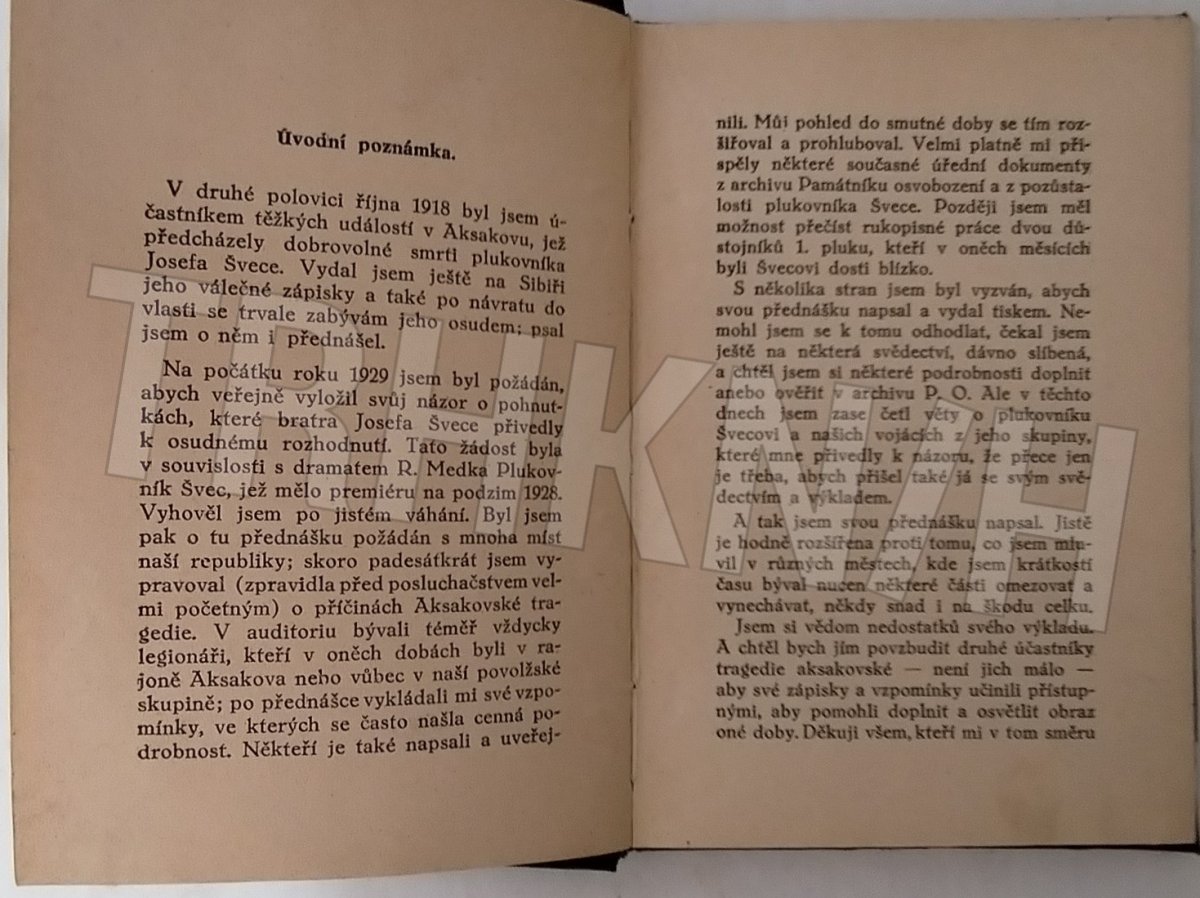 Úvodní poznámka.
V druhé polovici října 1918 byl jsem ú-
častníkem těžkých událostí v Aksakovu, jež
předcházely dobrovolné smrti plukovníka
Josefa Švece. Vydal jsem ještě na Sibiři
jeho válečné zápisky a také po návratu do
vlasti se trvale zabývám jeho osudem; psal
jsem o něm i přednášel.
Na počátku roku 1929 jsem byl požádán,
abych veřejně vyložil svůj názor o pohnut-
kách, které bratra Josefa Švece přivedly
k osudnému rozhodnutí. Tato žádost byla
v souvislosti s dramatem R. Medka Plukov-
ník Švec, jež mělo premiéru na podzim 1928.
Vyhověl jsem po jistém váhání. Byl jsem
pak o tu přednášku požádán s mnoha míst
naší republiky; skoro padesátkrát jsem vy-
pravoval (zpravidla před posluchačstvem vel-
mi početným) o příčinách Aksakovské tra-
gedie. V auditoriu bývali téměř vždycky
legionáři, kteří v oněch dobách byli v ra-
joně Aksakova nebo vůbec v naší povolžské
skupině; po přednášce vykládali mi své vzpo-
mínky, ve kterých se často našla cenná po-
drobnost. Někteří je také napsali a uveřej-
nili. Můj pohled do smutné doby se tím roz-
šiřoval a prohluboval. Velmi platně mi při-
spěly některé současné úřední dokumenty
z archivu Památníku osvobození a z pozůsta-
losti plukovníka Švece. Později jsem měl
možnost přečíst rukopisné práce dvou dů-
stojníků 1. pluku, kteří v oněch měsících
byli Švecovi dosti blízko.
S několika stran jsem byl vyzván, abych
svou přednášku napsal a vydal tiskem. Ne-
mohl jsem se k tomu odhodlat, čekal jsem
ještě na některá svědectví, dávno slíbená,
a chtěl jsem si některé podrobnosti doplnit
anebo ověřit v archivu P. O. Ale v těchto
dnech jsem zase četl věty o plukovníku
Švecovi a našich vojácích z jeho skupiny,
které mne přivedly k názoru, že přece jen
je třeba, abych přišel také já se svým svě-
dectvím a výkladem.
A tak jsem svou přednášku napsal. Jistě
je hodně rozšířena proti tomu, co jsem mlu-
vil v různých městech, kde jsem krátkostí
času býval nucen některé části omezovat a
vynechávat, někdy snad i na škodu celku.
Jsem si vědom nedostatků svého výkladu.
A chtěl bych jím povzbudit druhé účastníky
tragedie aksakovské — není jich málo —
aby své zápisky a vzpomínky učinili přístup-
nými, aby pomohli doplnit a osvětlit obraz
oné doby. Děkuji všem, kteří mi v tom směru
TRHKNIH